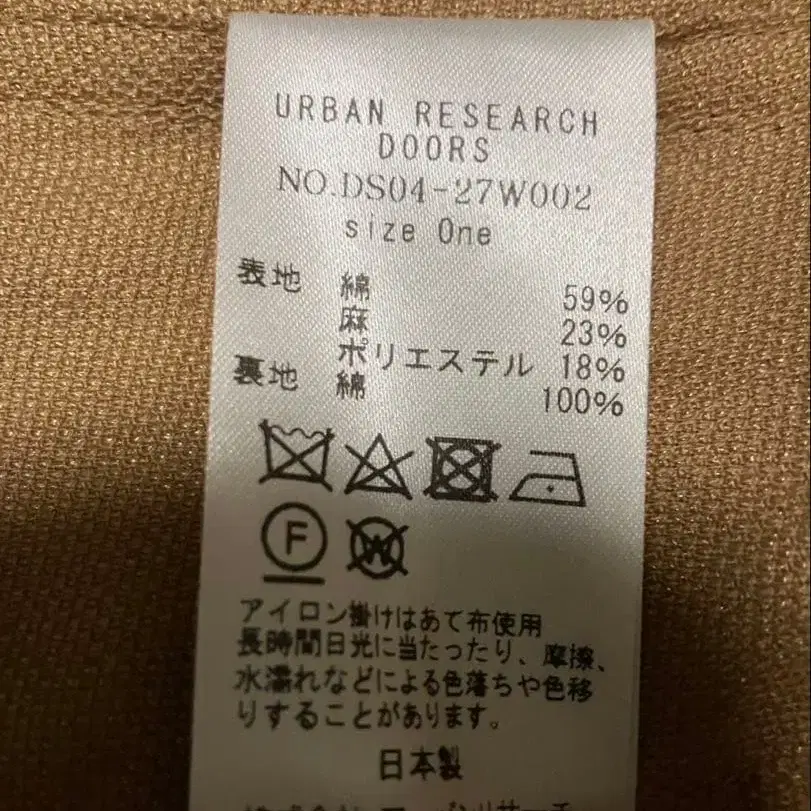 URBAN RESEARCH
DOORS
NO.DS04-27W002
size One
表地 綿 59%
麻 23%
ポリエステル 18%
裏地 綿 100%
F
W
アイロン掛けはあて布使用
長時間日光に当たったり、摩擦、
水濡れなどによる色落ちや色移
りすることがあります。
日本製